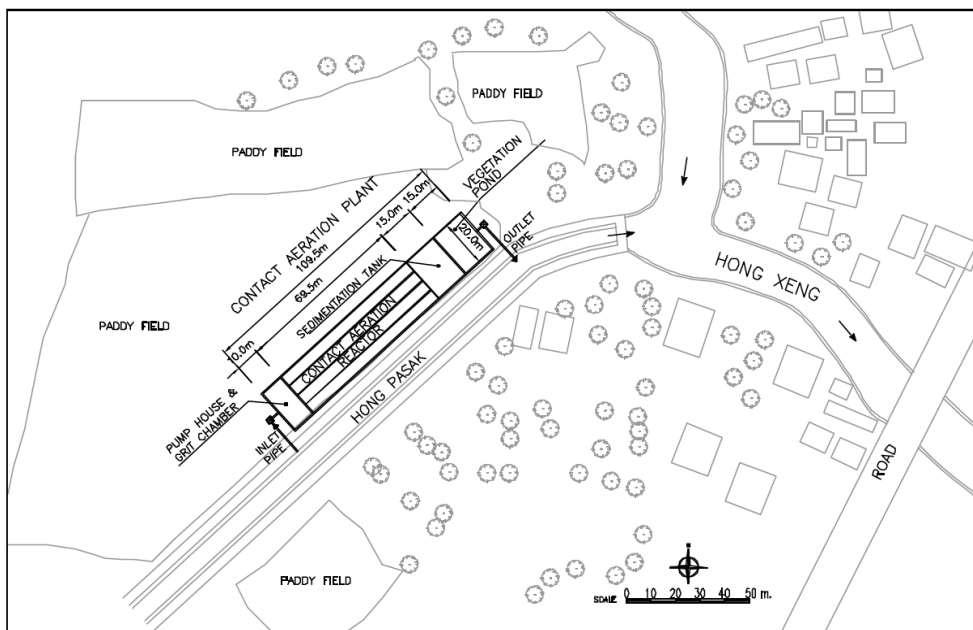 PADDY FIELD
PADDY FIELD
VEGETATION
POND
CONTACT AERATION PLANT
109.5m
15.0m
15.0m
69.5m
10.0m
20.0m
OUTLET
PIPE
SEDIMENTATION TANK
CONTACT AERATION
REACTOR
PADDY FIELD
HONG XENG
HONG PASAK
PUMP HOUSE &
GRIT CHAMBER
INLET
PIPE
ROAD
PADDY FIELD
SCALE 0 10 20 30 40 50 m.